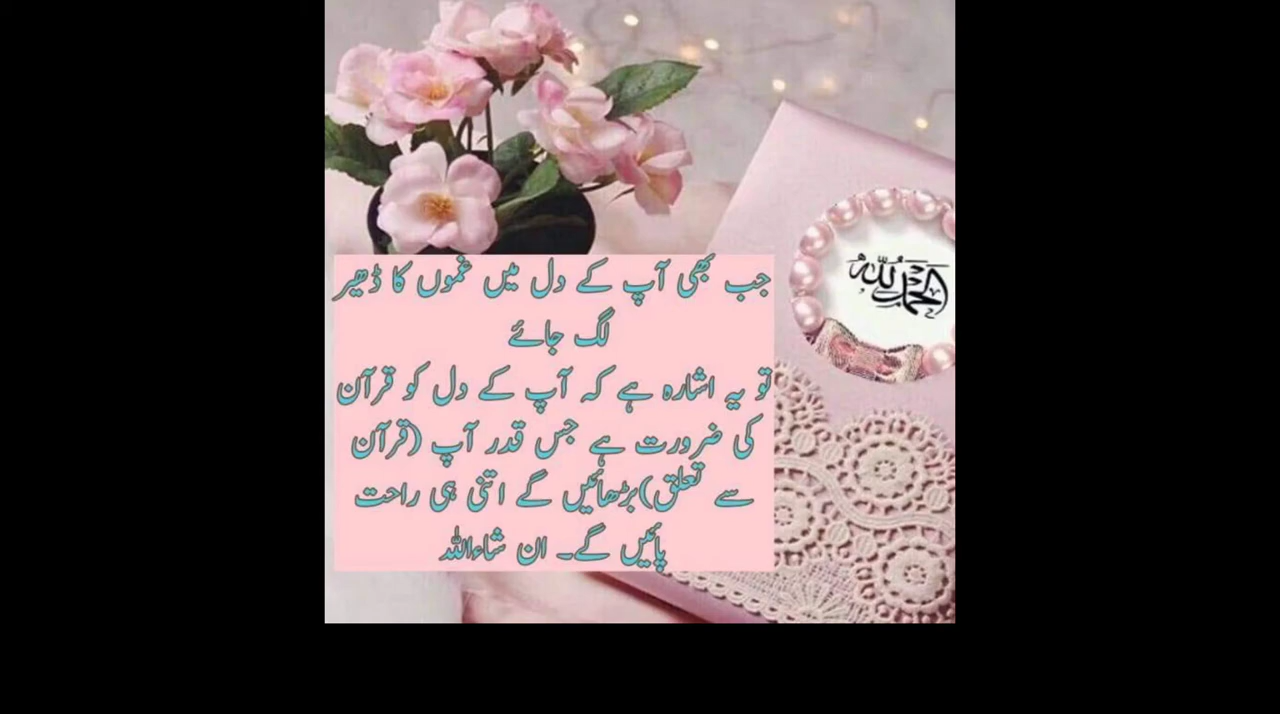 جب بھی آپ کے دل میں غموں کا ڈھیر
لگ جائے
تو یہ اشارہ ہے کہ آپ کے دل کو قرآن
کی ضرورت ہے جس قدر آپ (قرآن
سے تعلق)بڑھائیں گے اتنی ہی راحت
پائیں گے۔ ان شاءاللہ
الحمد لله